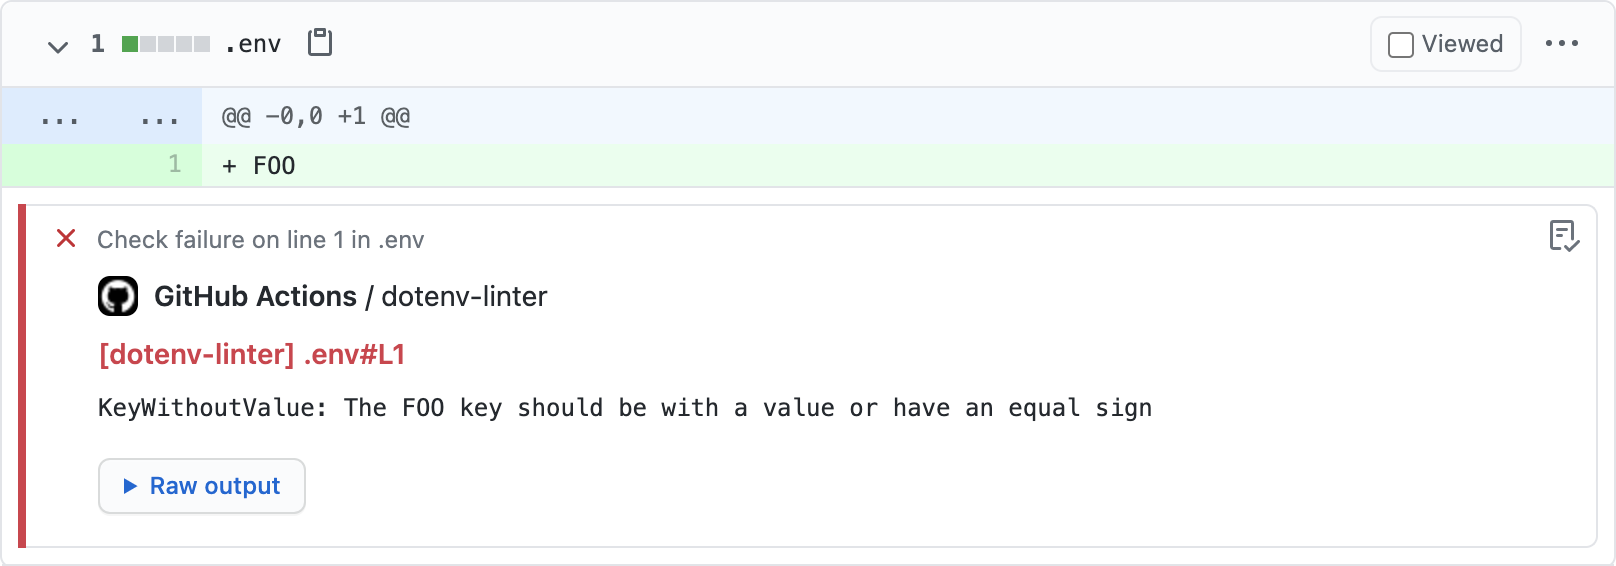 1 .env Viewed ...
... ... @@ -0,0 +1 @@
1 + FOO
Check failure on line 1 in .env
GitHub Actions / dotenv-linter
[dotenv-linter] .env#L1
KeyWithoutValue: The FOO key should be with a value or have an equal sign
Raw output